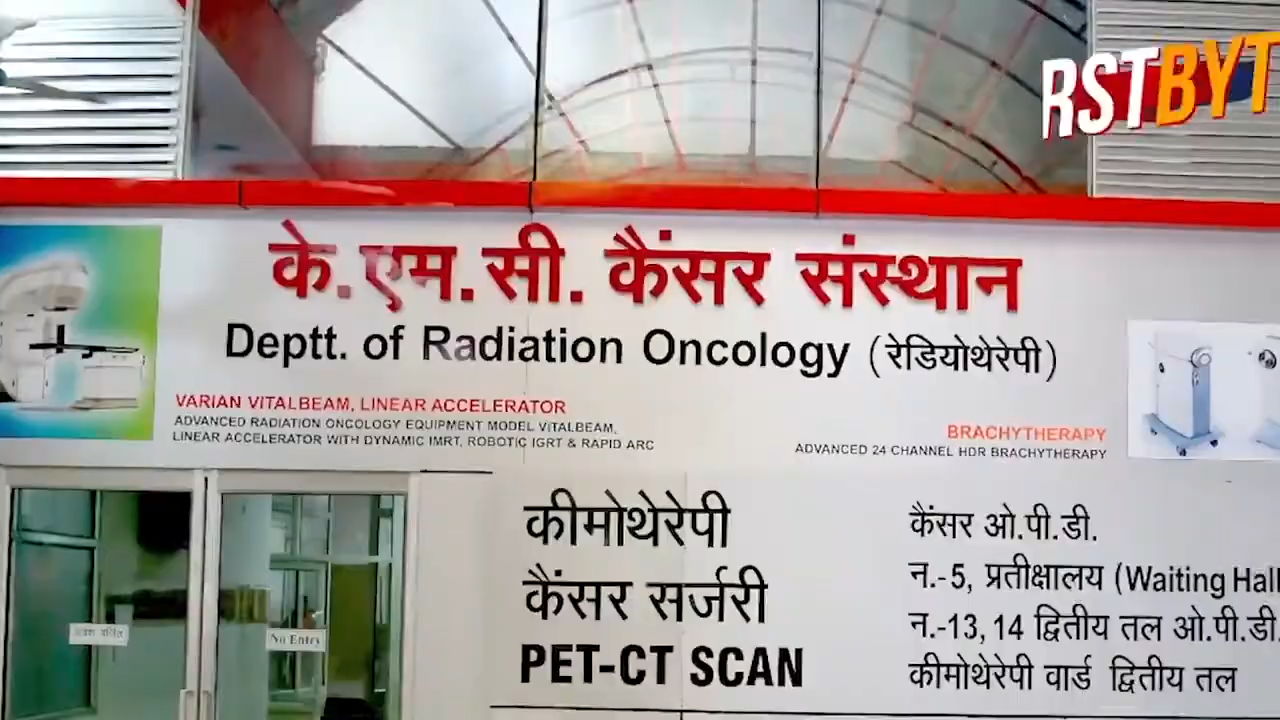 RSTBYT
के.एम.सी. कैंसर संस्थान
Deptt. of Radiation Oncology (रेडियोथेरेपी)
VARIAN VITALBEAM, LINEAR ACCELERATOR
ADVANCED RADIATION ONCOLOGY EQUIPMENT MODEL VITALBEAM,
LINEAR ACCELERATOR WITH DYNAMIC IMRT, ROBOTIC IGRT & RAPID ARC
BRACHYTHERAPY
ADVANCED 24 CHANNEL HDR BRACHYTHERAPY
कीमोथेरेपी
कैंसर सर्जरी
PET-CT SCAN
कैंसर ओ.पी.डी.
न.-5, प्रतीक्षालय (Waiting Hall
न.-13, 14 द्वितीय तल ओ.पी.डी.
कीमोथेरेपी वार्ड द्वितीय तल
No Entry